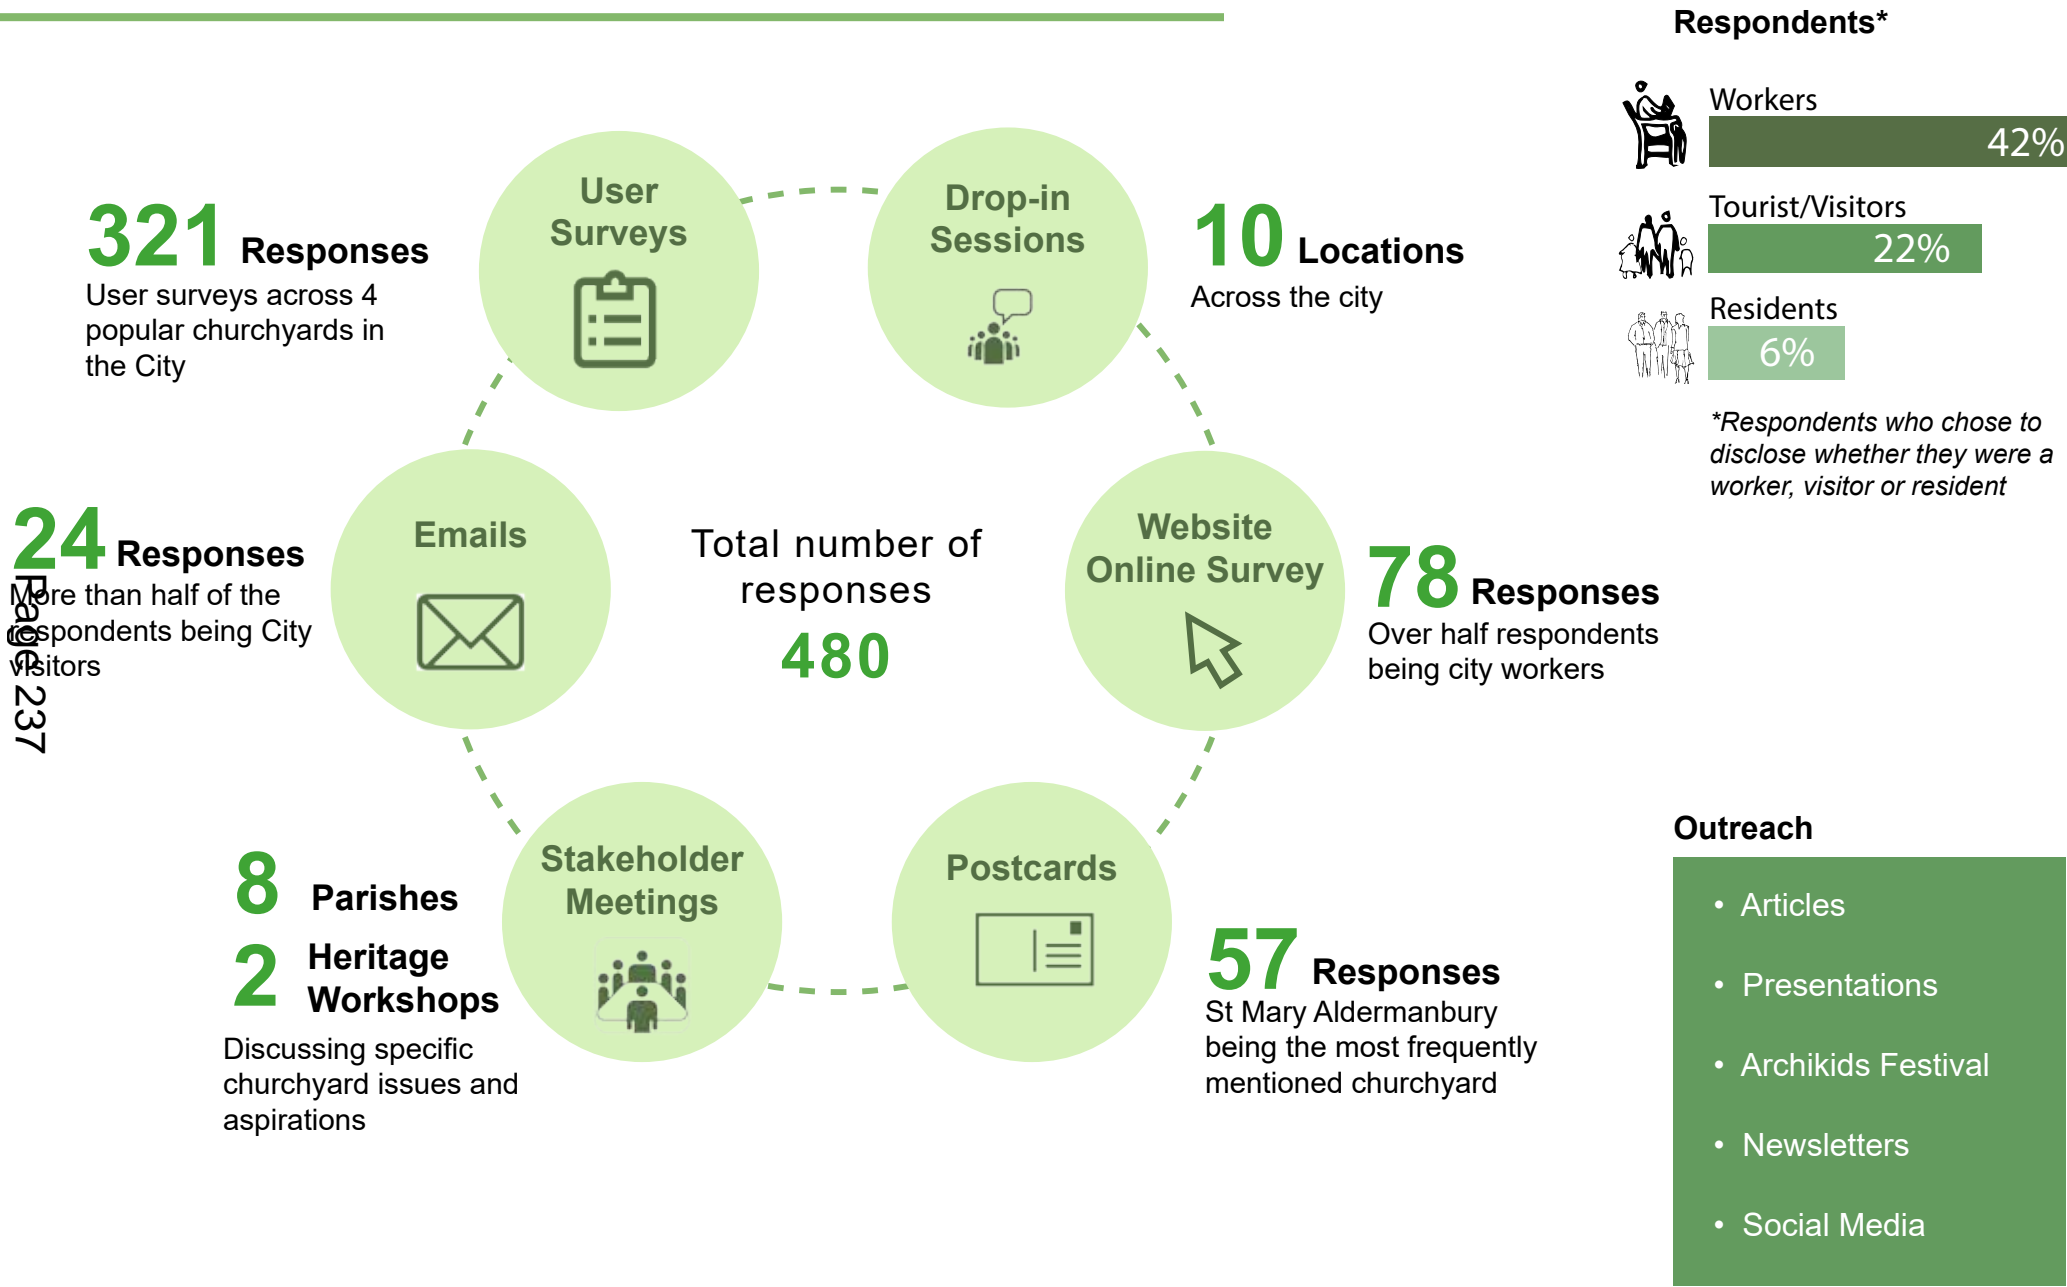 Respondents*
Workers
42%
Tourist/Visitors
22%
Residents
6%
*Respondents who chose to
disclose whether they were a
worker, visitor or resident
User
Surveys
321 Responses
User surveys across 4
popular churchyards in
the City
Drop-in
Sessions
10 Locations
Across the city
Emails
24 Responses
More than half of the
respondents being City
visitors
Total number of
responses
480
Website
Online Survey
78 Responses
Over half respondents
being city workers
Stakeholder
Meetings
8 Parishes
2 Heritage
Workshops
Discussing specific
churchyard issues and
aspirations
Postcards
57 Responses
St Mary Aldermanbury
being the most frequently
mentioned churchyard
Outreach
• Articles
• Presentations
• Archikids Festival
• Newsletters
• Social Media
Page 237